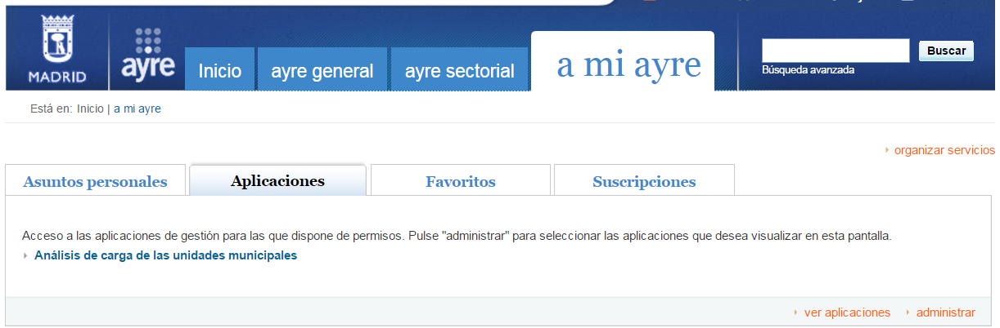 MADRID
ayre
Inicio
ayre general
ayre sectorial
a mi ayre
Buscar
Búsqueda avanzada
Está en: Inicio | a mi ayre
organizar servicios
Asuntos personales
Aplicaciones
Favoritos
Suscripciones
Acceso a las aplicaciones de gestión para las que dispone de permisos. Pulse "administrar" para seleccionar las aplicaciones que desea visualizar en esta pantalla.
Análisis de carga de las unidades municipales
ver aplicaciones
administrar